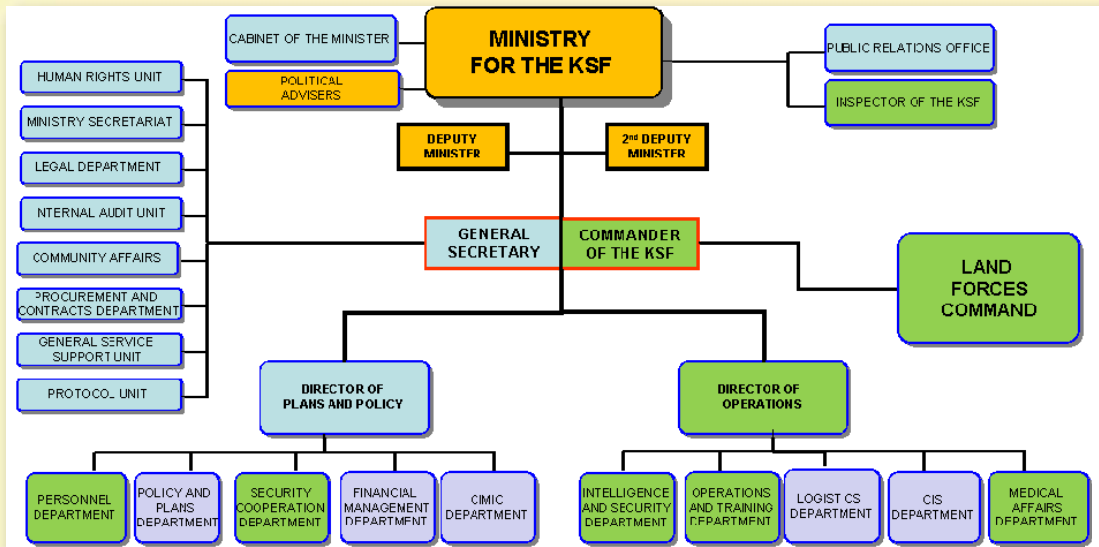 CABINET OF THE MINISTER
POLITICAL
ADVISERS
MINISTRY
FOR THE KSF
PUBLIC RELATIONS OFFICE
INSPECTOR OF THE KSF
HUMAN RIGHTS UNIT
MINISTRY SECRETARIAT
LEGAL DEPARTMENT
NTERNAL AUDIT UNIT
COMMUNITY AFFAIRS
PROCUREMENT AND
CONTRACTS DEPARTMENT
GENERAL SERVICE
SUPPORT UNIT
PROTOCOL UNIT
DEPUTY
MINISTER
2nd DEPUTY
MINISTER
GENERAL
SECRETARY
COMMANDER
OF THE KSF
LAND
FORCES
COMMAND
DIRECTOR OF
PLANS AND POLICY
DIRECTOR OF
OPERATIONS
PERSONNEL
DEPARTMENT
POLICY AND
PLANS
DEPARTMENT
SECURITY
COOPERATION
DEPARTMENT
FINANCIAL
MANAGEMENT
DEPARTMENT
CIMIC
DEPARTMENT
INTELLIGENCE
AND SECURITY
DEPARTMENT
OPERATIONS
AND TRAINING
DEPARTMENT
LOGISTICS
DEPARTMENT
CIS
DEPARTMENT
MEDICAL
AFFAIRS
DEPARTMENT